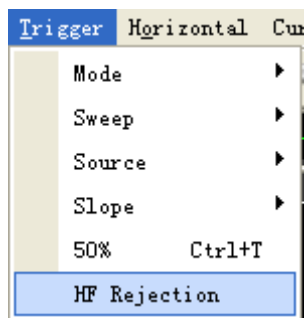 Trigger Horizontal Cur
Mode
Sweep
Source
Slope
50% Ctrl+T
HF Rejection